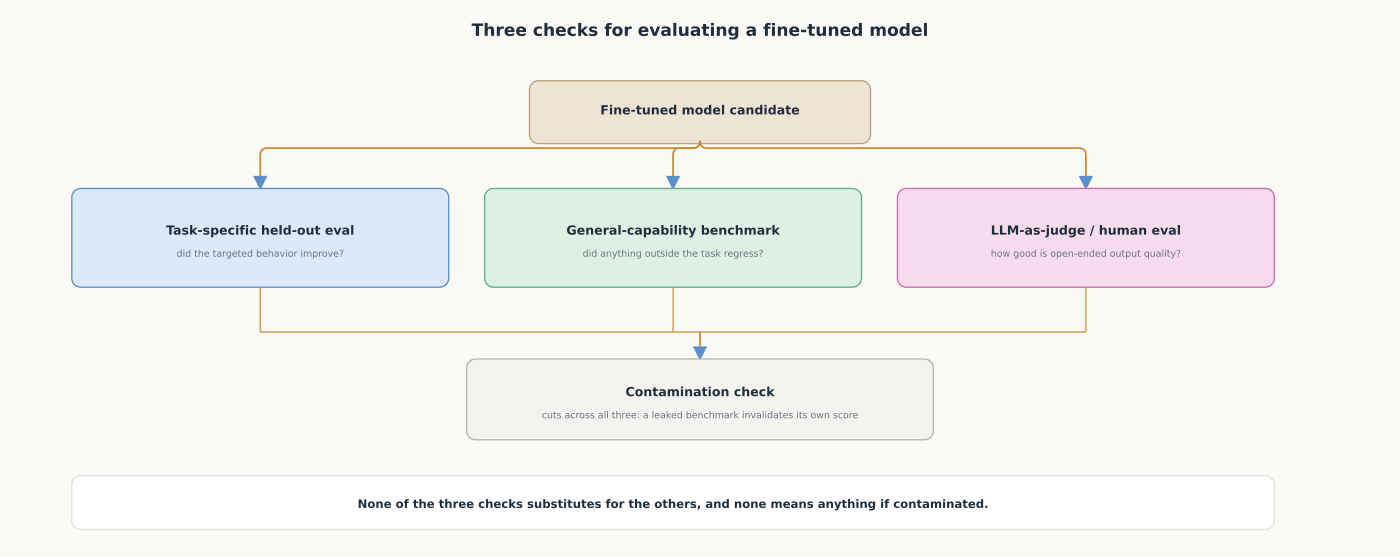 Three checks for evaluating a fine-tuned model
Fine-tuned model candidate
Task-specific held-out eval
did the targeted behavior improve?
General-capability benchmark
did anything outside the task regress?
LLM-as-judge / human eval
how good is open-ended output quality?
Contamination check
cuts across all three: a leaked benchmark invalidates its own score
None of the three checks substitutes for the others, and none means anything if contaminated.